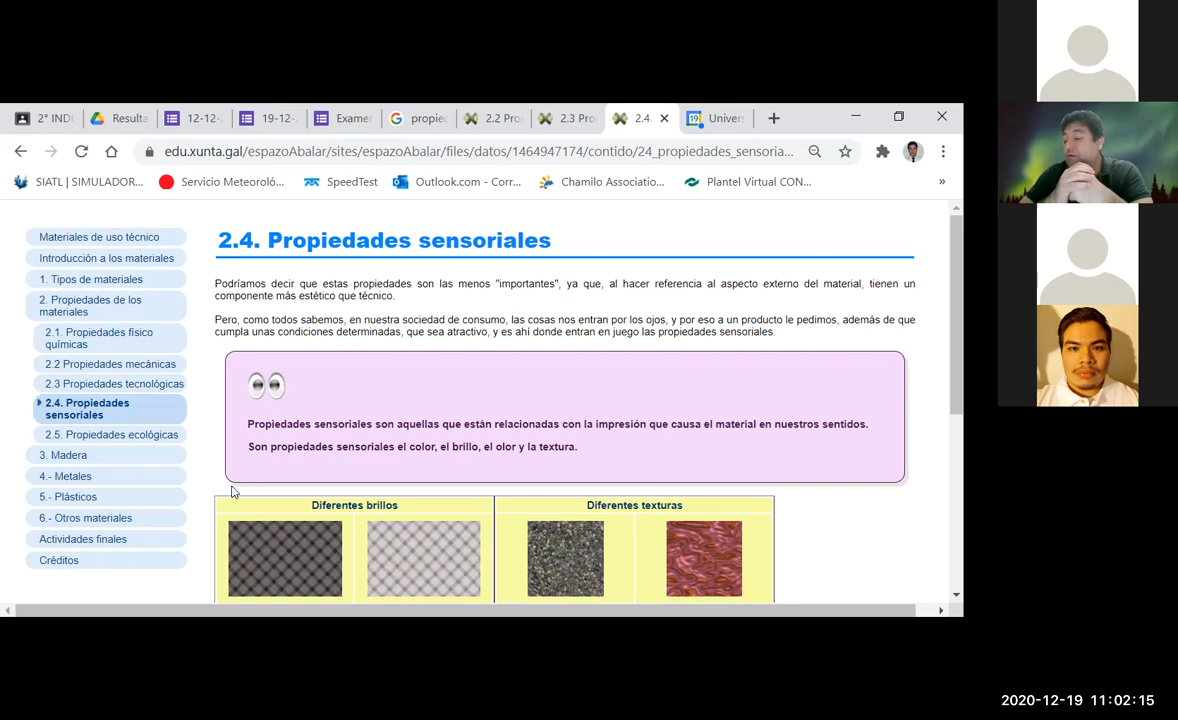 2° INDU
Resulta
12-12-
19-12-
Examen
propied
2.2 Pro
2.3 Pro
2.4.
19
Univers
edu.xunta.gal/espazoAbalar/sites/espazoAbalar/files/datos/1464947174/contido/24_propiedades_sensoria...
SIATL | SIMULADOR...
Servicio Meteoroló...
SpeedTest
Outlook.com - Corr...
Chamilo Associatio...
Plantel Virtual CON...
»
Materiales de uso técnico
Introducción a los materiales
1. Tipos de materiales
2. Propiedades de los
materiales
2.1. Propiedades físico
químicas
2.2 Propiedades mecánicas
2.3 Propiedades tecnológicas
2.4. Propiedades
sensoriales
2.5. Propiedades ecológicas
3. Madera
4.- Metales
5.- Plásticos
6.- Otros materiales
Actividades finales
Créditos
2.4. Propiedades sensoriales
Podríamos decir que estas propiedades son las menos "importantes", ya que, al hacer referencia al aspecto externo del material, tienen un
componente más estético que técnico.
Pero, como todos sabemos, en nuestra sociedad de consumo, las cosas nos entran por los ojos, y por eso a un producto le pedimos, además de que
cumpla unas condiciones determinadas, que sea atractivo, y es ahí donde entran en juego las propiedades sensoriales.
Propiedades sensoriales son aquellas que están relacionadas con la impresión que causa el material en nuestros sentidos.
Son propiedades sensoriales el color, el brillo, el olor y la textura.
Diferentes brillos
Diferentes texturas
2020-12-19 11:02:15